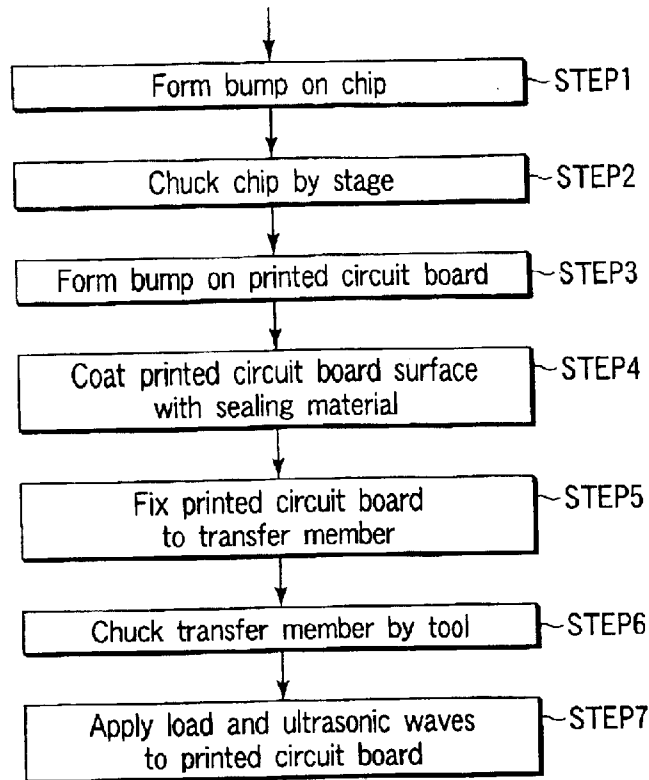 Form bump on chip
STEP1
Chuck chip by stage
STEP2
Form bump on printed circuit board
STEP3
Coat printed circuit board surface
with sealing material
STEP4
Fix printed circuit board
to transfer member
STEP5
Chuck transfer member by tool
STEP6
Apply load and ultrasonic waves
to printed circuit board
STEP7